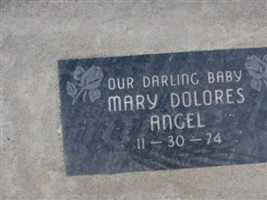 OUR DARLING BABY
MARY DOLORES
ANGEL
11-30-74